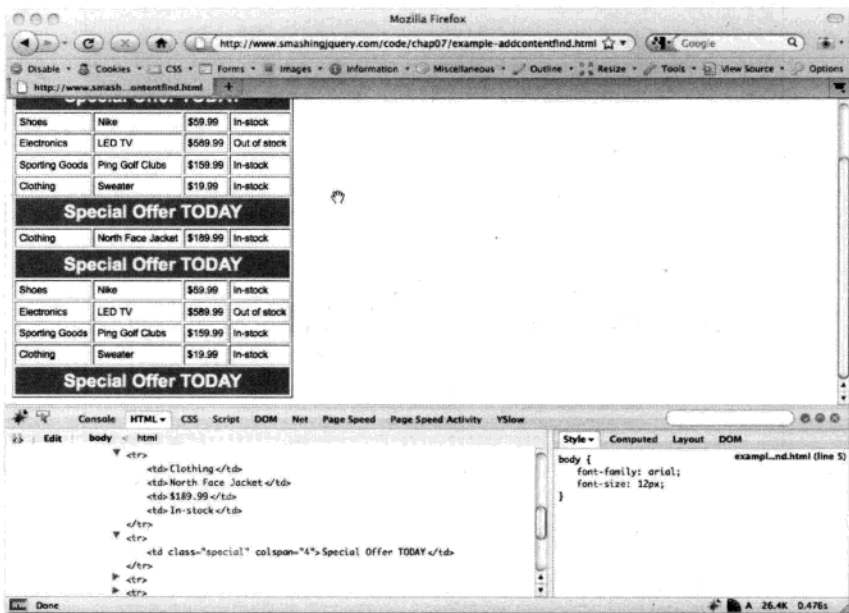 Mozilla Firefox
http://www.smashingjquery.com/code/chap07/example-addcontentfind.html
Google
Disable Cookies CSS Forms Images Information Miscellaneous Outline Resize Tools View Source Options
http://www.smash...ontentfind.html +
Special Offer TODAY
Shoes Nike $59.99 In-stock
Electronics LED TV $589.99 Out of stock
Sporting Goods Ping Golf Clubs $159.99 In-stock
Clothing Sweater $19.99 In-stock
Special Offer TODAY
Clothing North Face Jacket $189.99 In-stock
Special Offer TODAY
Shoes Nike $59.99 In-stock
Electronics LED TV $589.99 Out of stock
Sporting Goods Ping Golf Clubs $159.99 In-stock
Clothing Sweater $19.99 In-stock
Special Offer TODAY
Console HTML CSS Script DOM Net Page Speed Page Speed Activity YSlow
Edit body < html
Style Computed Layout DOM
<tr>
<td>Clothing</td>
<td>North Face Jacket</td>
<td>$189.99</td>
<td>In-stock</td>
</tr>
<tr>
<td class="special" colspan="4">Special Offer TODAY</td>
</tr>
<tr>
<tr>
body {
exampl...nd.html (line 5)
font-family: arial;
font-size: 12px;
}
Done
A 26.4K 0.476s